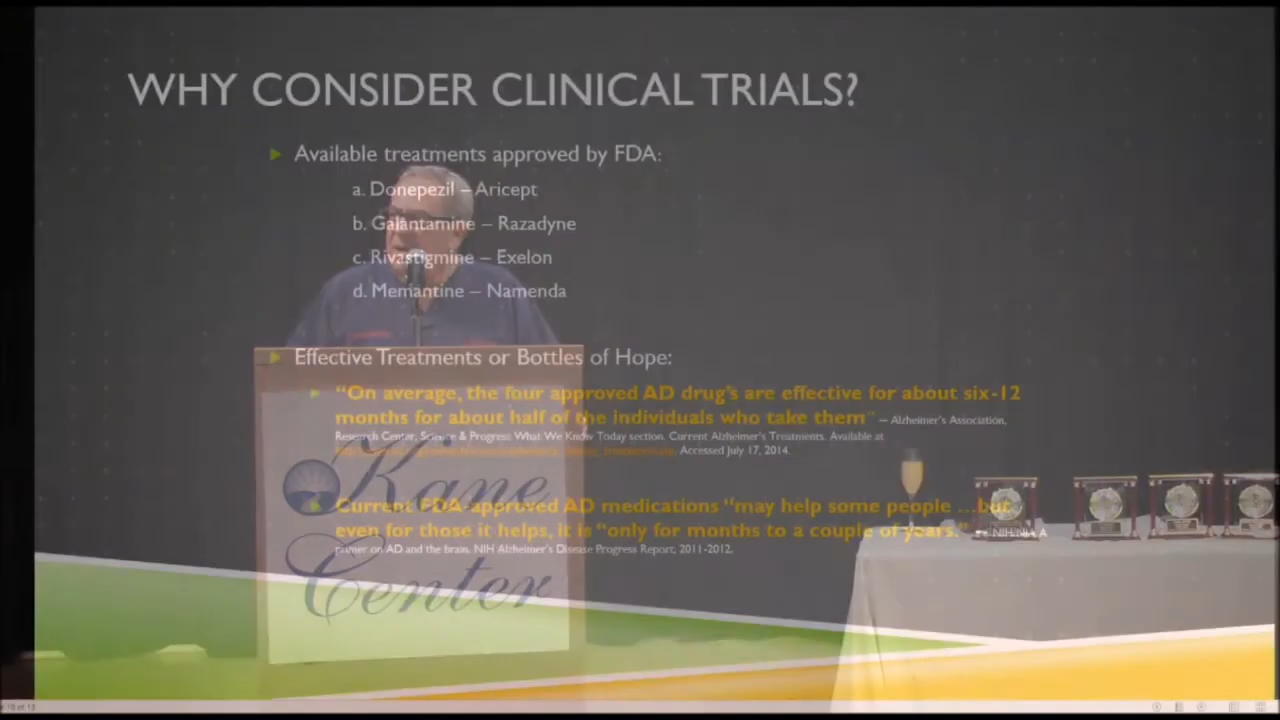 WHY CONSIDER CLINICAL TRIALS?
Available treatments approved by FDA:
a. Donepezil – Aricept
b. Galantamine – Razadyne
c. Rivastigmine – Exelon
d. Memantine – Namenda
Effective Treatments or Bottles of Hope:
“On average, the four approved AD drug’s are effective for about six-12
months for about half of the individuals who take them” – Alzheimer’s Association,
Research Center, Science & Progress What We Know Today section. Current Alzheimer’s Treatments. Available at
Accessed July 17, 2014.
Current FDA-approved AD medications “may help some people …but
even for those it helps, it is “only for months to a couple of years.” – NIH/NIA A
primer on AD and the brain. NIH Alzheimer’s Disease Progress Report, 2011-2012.
Kane
Center